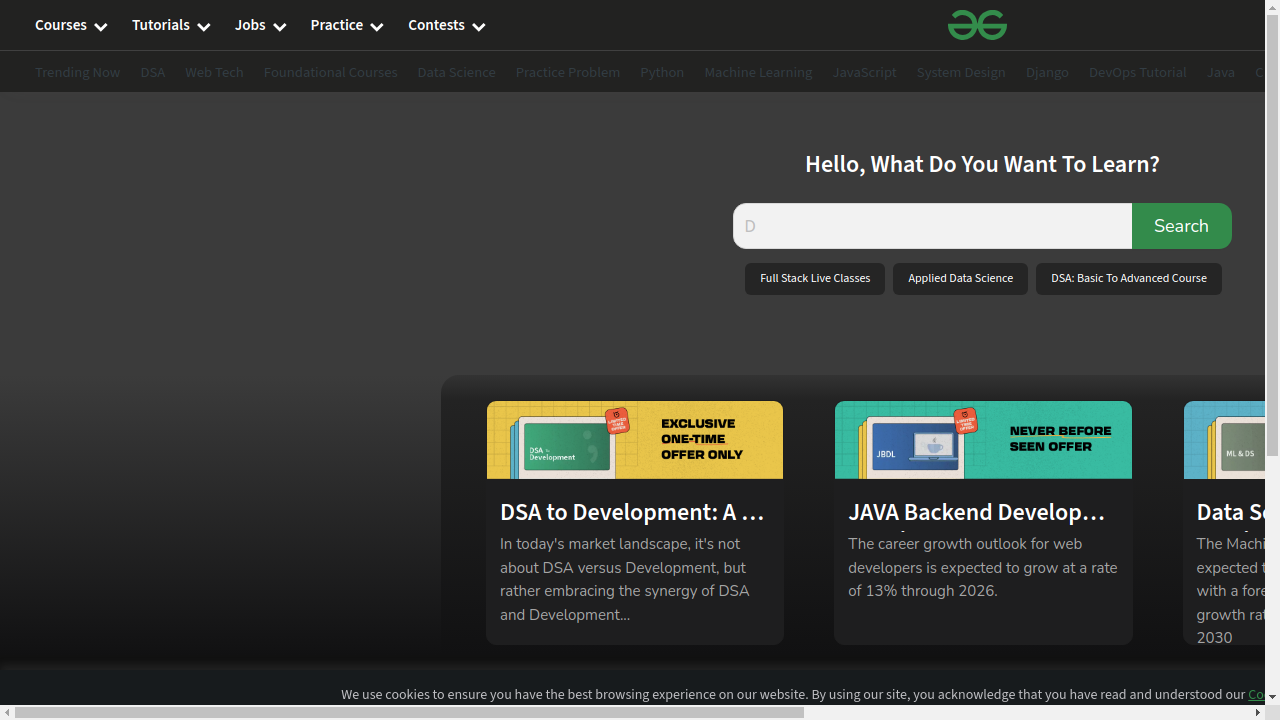 Courses Tutorials Jobs Practice Contests
Trending Now DSA Web Tech Foundational Courses Data Science Practice Problem Python Machine Learning JavaScript System Design Django DevOps Tutorial Java C
Hello, What Do You Want To Learn?
D
Search
Full Stack Live Classes Applied Data Science DSA: Basic To Advanced Course
DSA to Development
LIMITED TIME OFFER
EXCLUSIVE
ONE-TIME
OFFER ONLY
DSA to Development: A ...
In today's market landscape, it's not
about DSA versus Development, but
rather embracing the synergy of DSA
and Development...
JBDL
LIMITED TIME OFFER
NEVER BEFORE
SEEN OFFER
JAVA Backend Develop...
The career growth outlook for web
developers is expected to grow at a rate
of 13% through 2026.
ML & DS
Data S
The Machi
expected t
with a fore
growth rat
2030
We use cookies to ensure you have the best browsing experience on our website. By using our site, you acknowledge that you have read and understood our Co